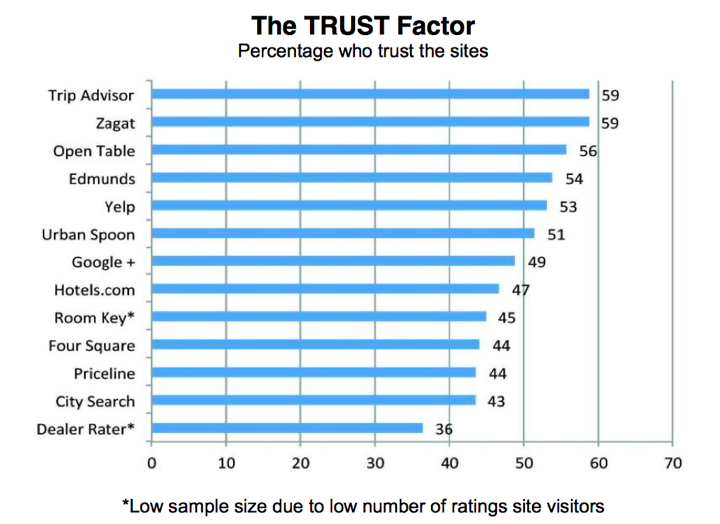 The TRUST Factor
Percentage who trust the sites
Trip Advisor 59
Zagat 59
Open Table 56
Edmunds 54
Yelp 53
Urban Spoon 51
Google + 49
Hotels.com 47
Room Key* 45
Four Square 44
Priceline 44
City Search 43
Dealer Rater* 36
0 10 20 30 40 50 60 70
*Low sample size due to low number of ratings site visitors